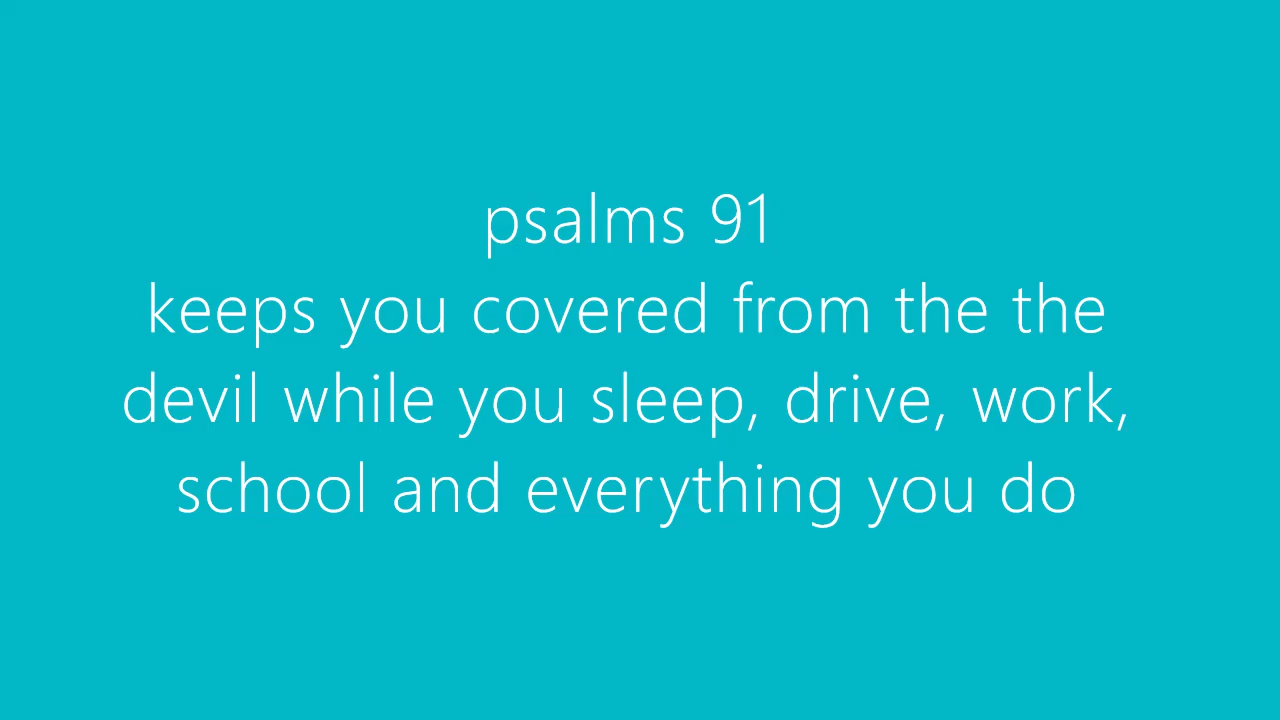 psalms 91
keeps you covered from the the
devil while you sleep, drive, work,
school and everything you do